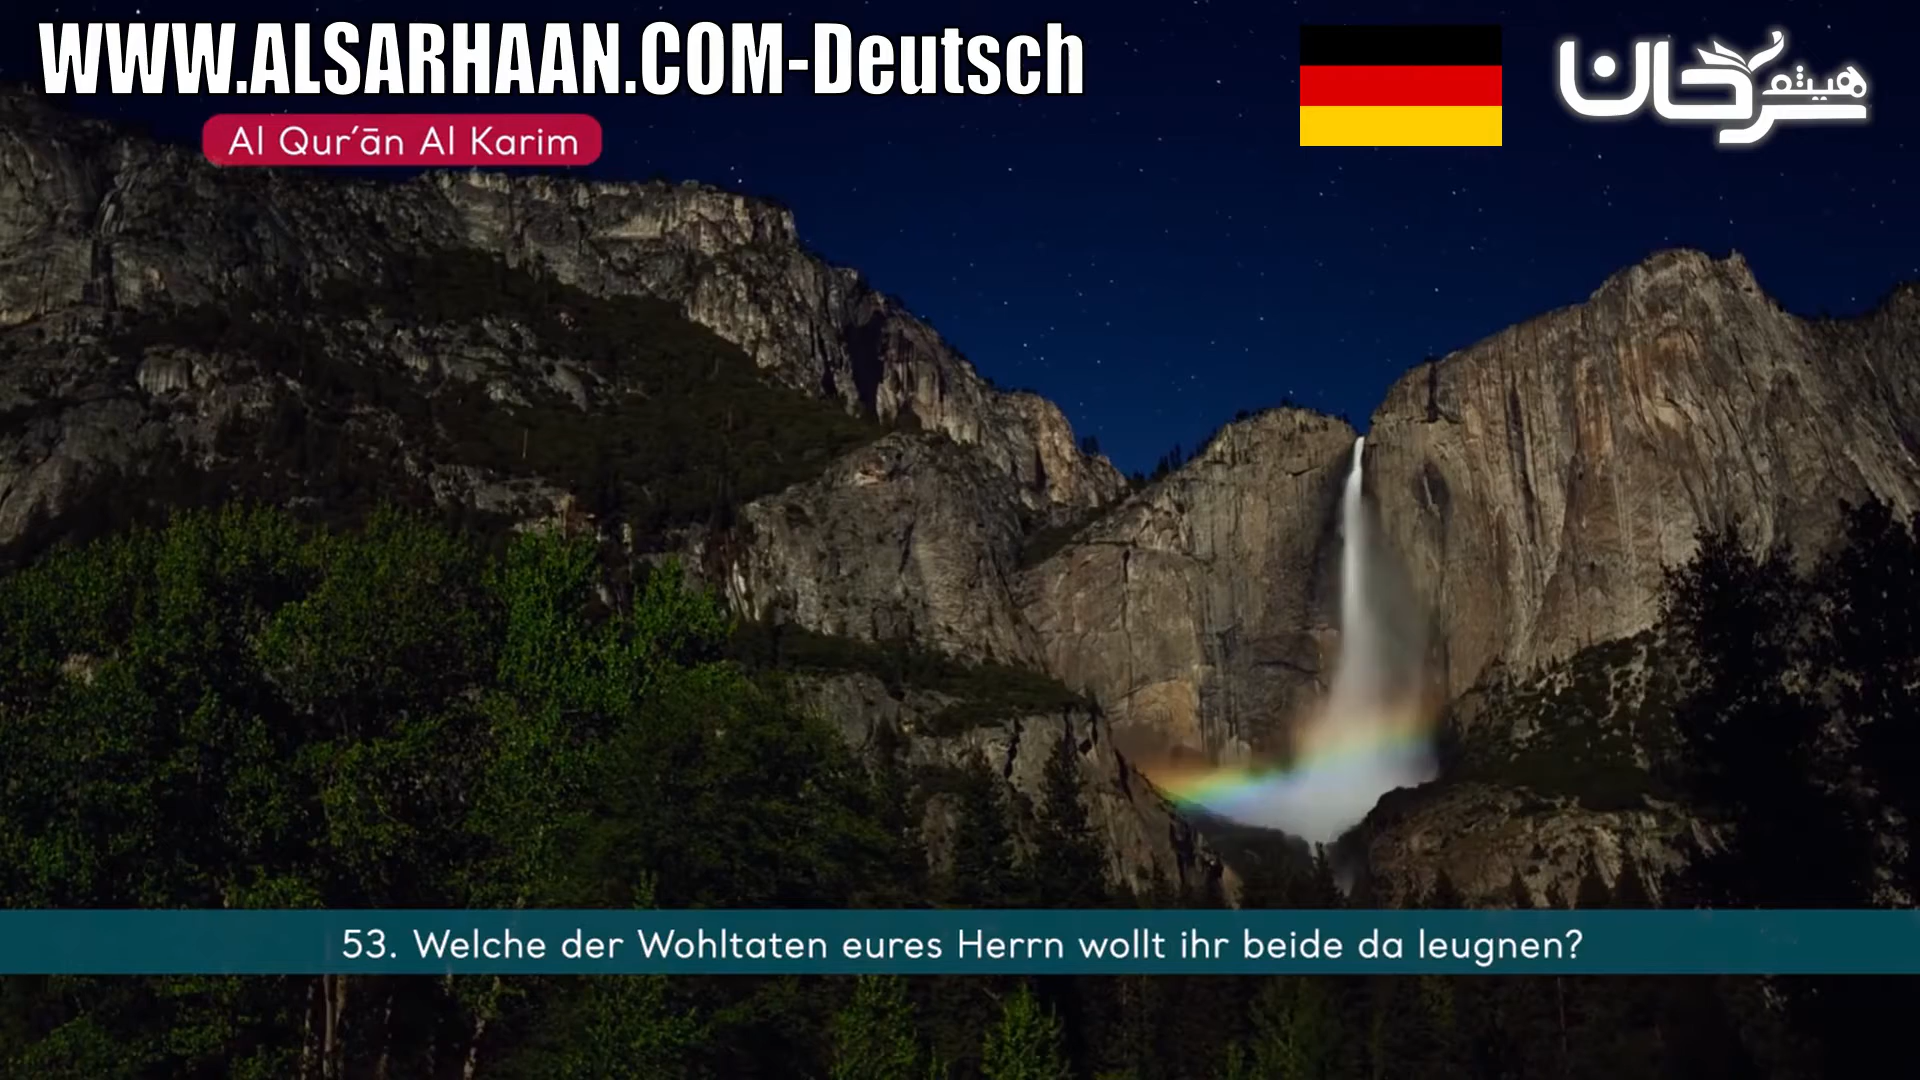 WWW.ALSARHAAN.COM-Deutsch
هيثم سرحان
Al Qur’ān Al Karim
53. Welche der Wohltaten eures Herrn wollt ihr beide da leugnen?